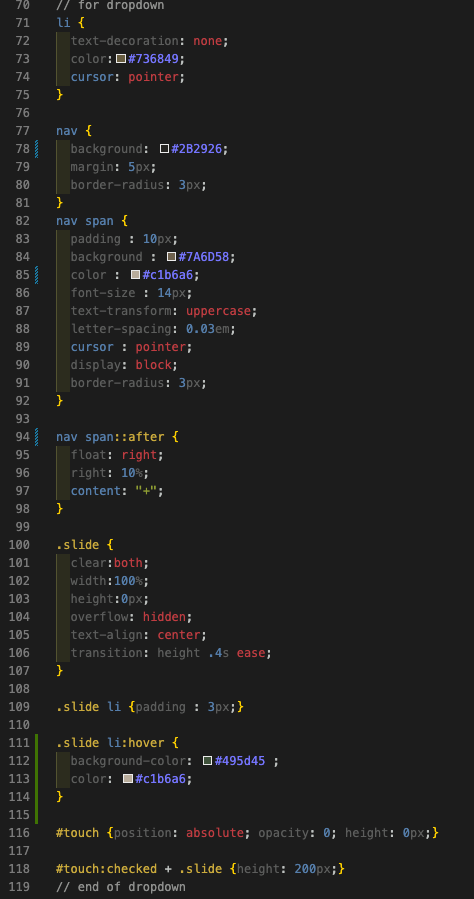 70 // for dropdown
71 li {
72 text-decoration: none;
73 color:#736849;
74 cursor: pointer;
75 }
76
77 nav {
78 background: #2B2926;
79 margin: 5px;
80 border-radius: 3px;
81 }
82 nav span {
83 padding : 10px;
84 background : #7A6D58;
85 color : #c1b6a6;
86 font-size : 14px;
87 text-transform: uppercase;
88 letter-spacing: 0.03em;
89 cursor : pointer;
90 display: block;
91 border-radius: 3px;
92 }
93
94 nav span::after {
95 float: right;
96 right: 10%;
97 content: "+";
98 }
99
100 .slide {
101 clear:both;
102 width:100%;
103 height:0px;
104 overflow: hidden;
105 text-align: center;
106 transition: height .4s ease;
107 }
108
109 .slide li {padding : 3px;}
110
111 .slide li:hover {
112 background-color: #495d45 ;
113 color: #c1b6a6;
114 }
115
116 #touch {position: absolute; opacity: 0; height: 0px;}
117
118 #touch:checked + .slide {height: 200px;}
119 // end of dropdown